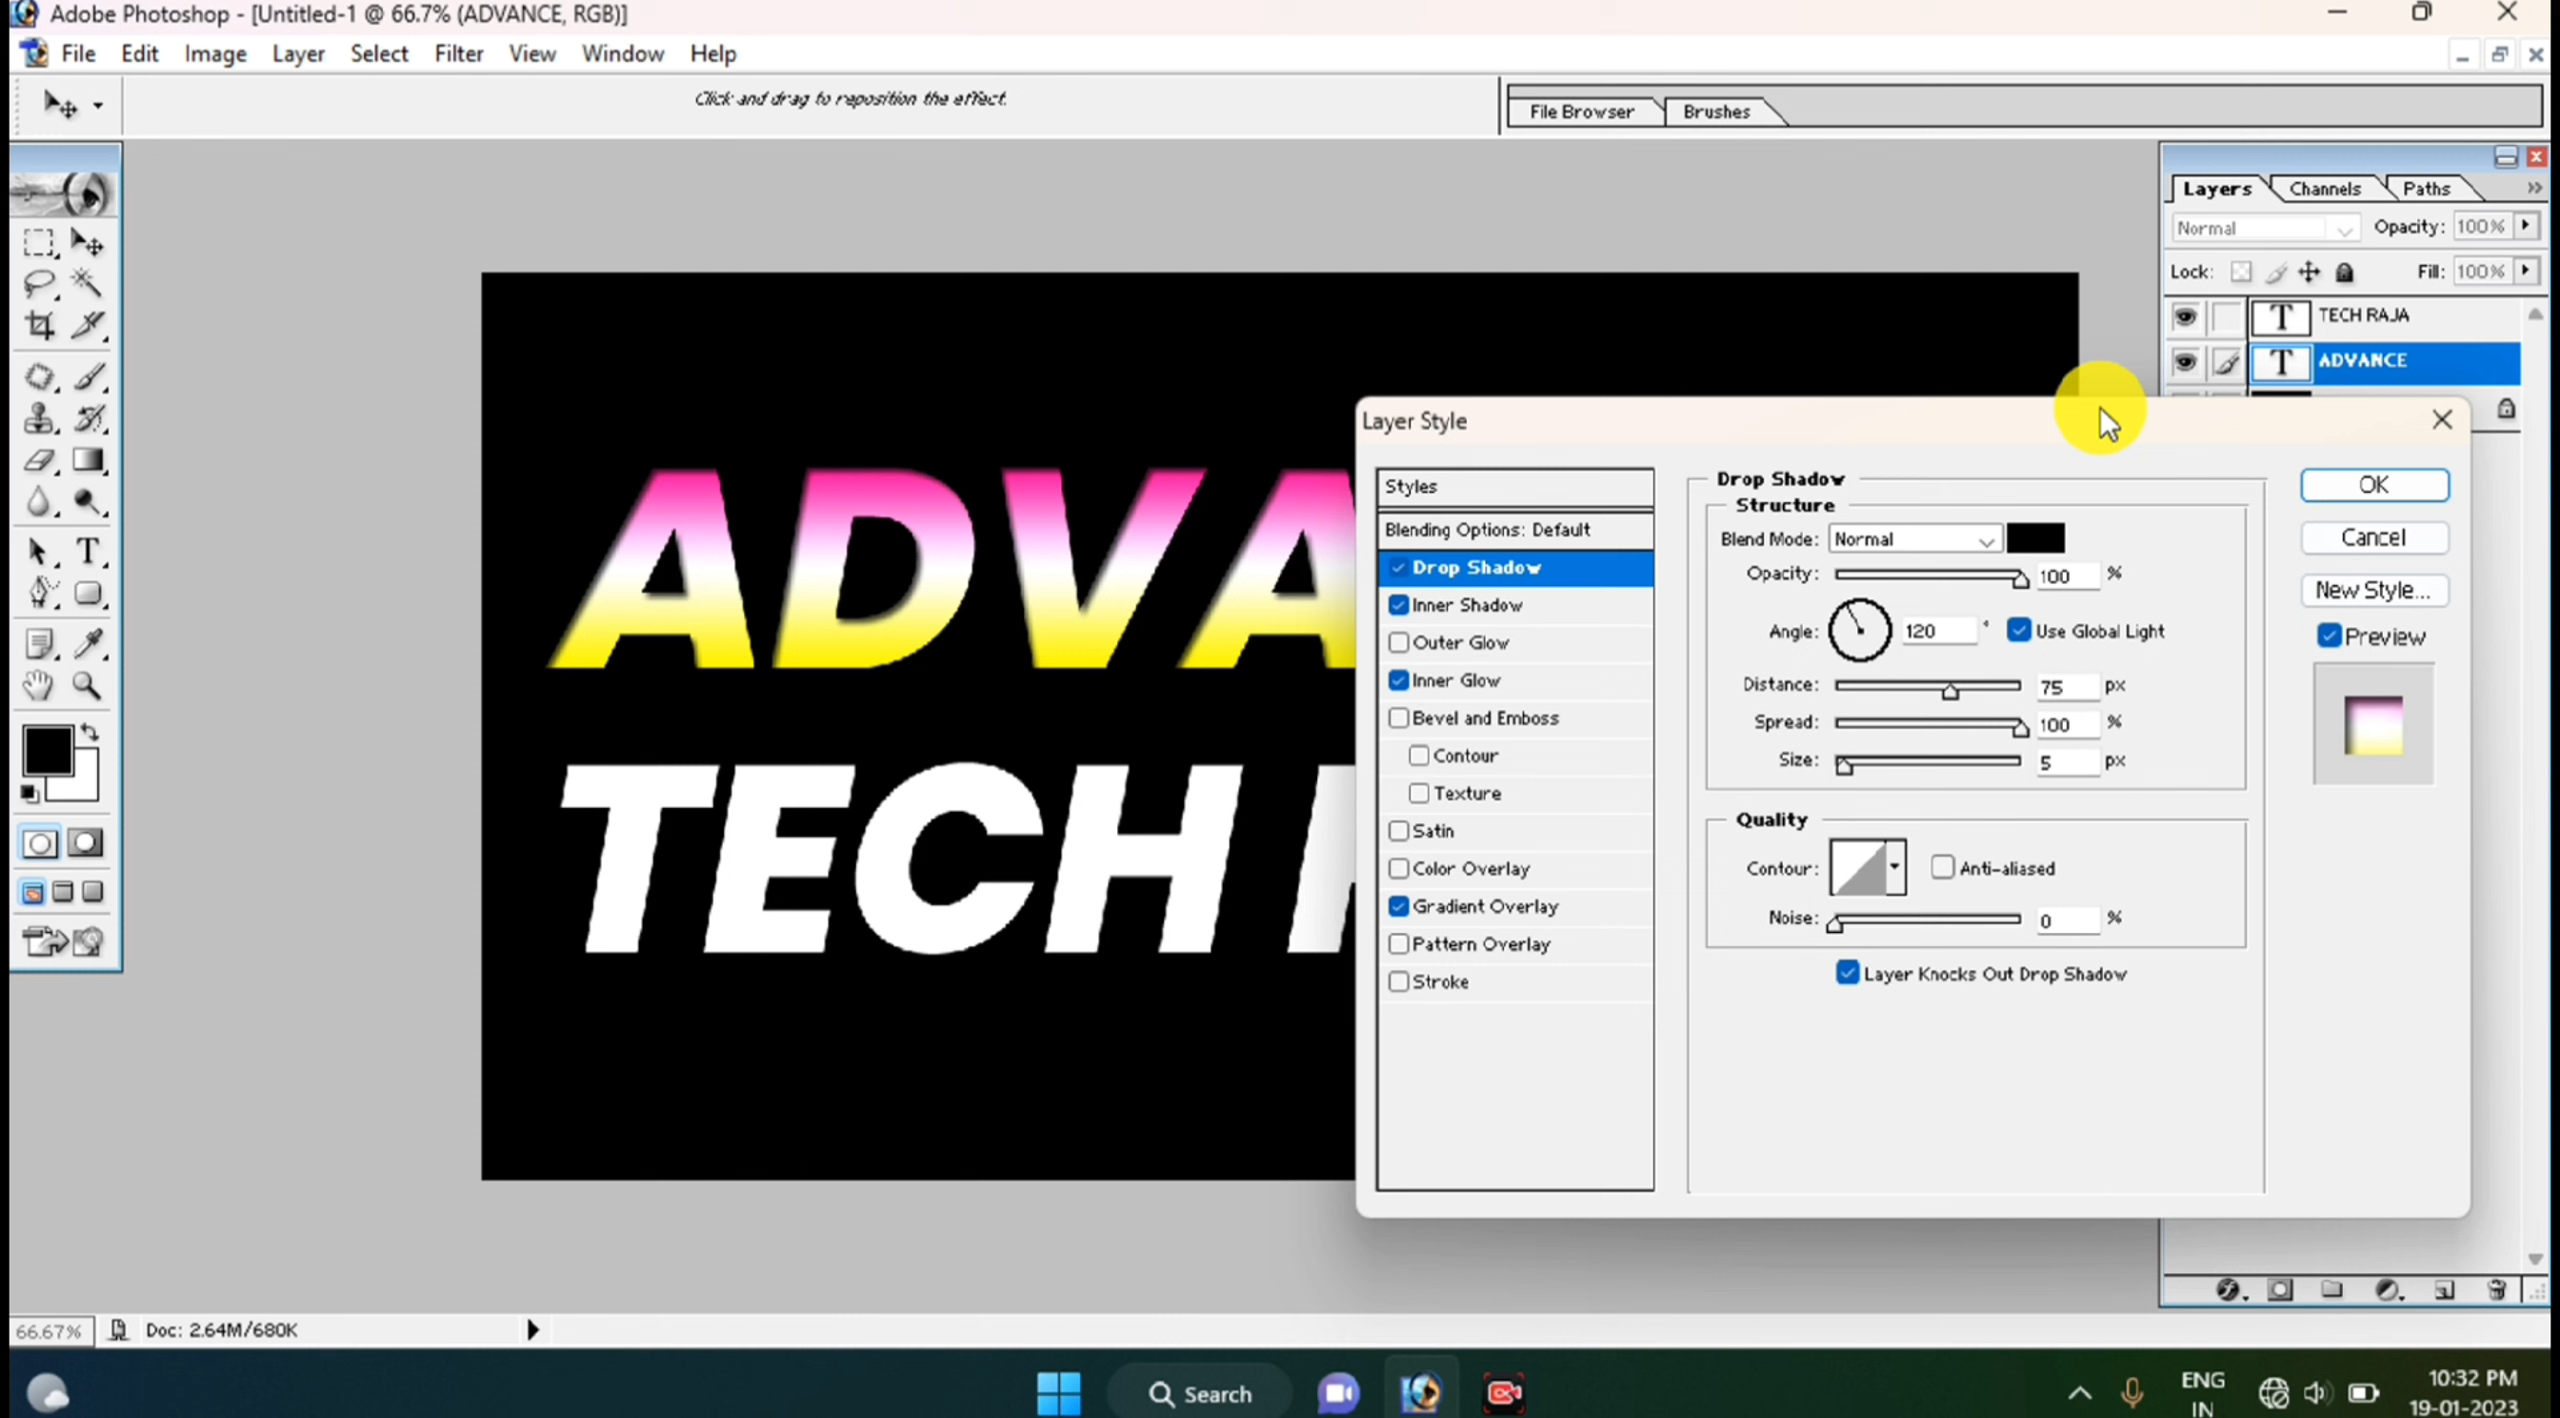 Adobe Photoshop - [Untitled-1 @ 66.7% (ADVANCE, RGB)]
File Edit Image Layer Select Filter View Window Help
Click and drag to reposition the effect.
File Browser Brushes
Layers Channels Paths
Normal Opacity: 100%
Lock: Fill: 100%
T TECH RAJA
T ADVANCE
ADVA
TECH
Layer Style
Styles
Blending Options: Default
Drop Shadow
Inner Shadow
Outer Glow
Inner Glow
Bevel and Emboss
Contour
Texture
Satin
Color Overlay
Gradient Overlay
Pattern Overlay
Stroke
Drop Shadow
Structure
Blend Mode: Normal
Opacity: 100 %
Angle: 120 ° Use Global Light
Distance: 75 px
Spread: 100 %
Size: 5 px
Quality
Contour: Anti-aliased
Noise: 0 %
Layer Knocks Out Drop Shadow
OK
Cancel
New Style...
Preview
T
66.67% Doc: 2.64M/680K
Search
ENG
IN
10:32 PM
19-01-2023